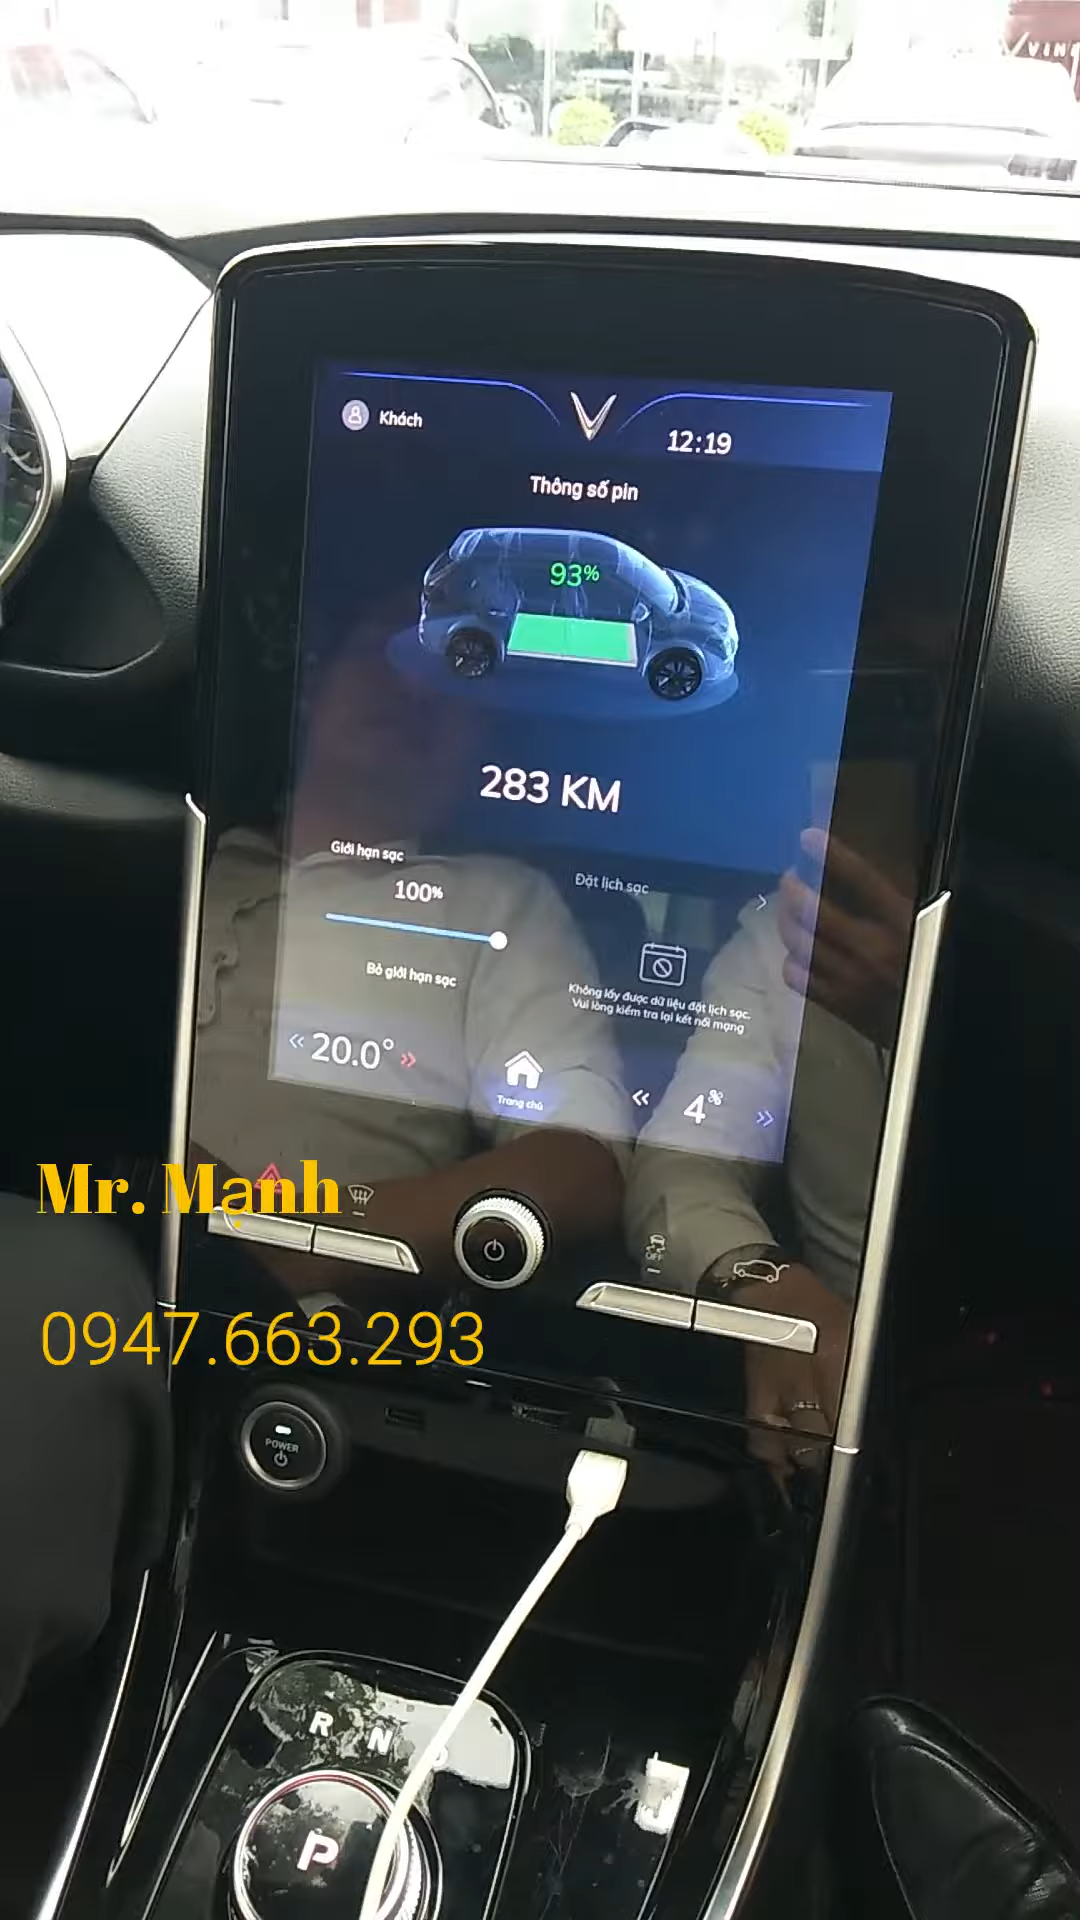 VINF
Khách
12:19
Thông số pin
93%
283 KM
Giới hạn sạc
100%
Bỏ giới hạn sạc
Đặt lịch sạc
Không lấy được dữ liệu đặt lịch sạc.
Vui lòng kiểm tra lại kết nối mạng
20.0°
Trang chủ
4
Mr. Mạnh
OFF
0947.663.293
POWER
R N D
P